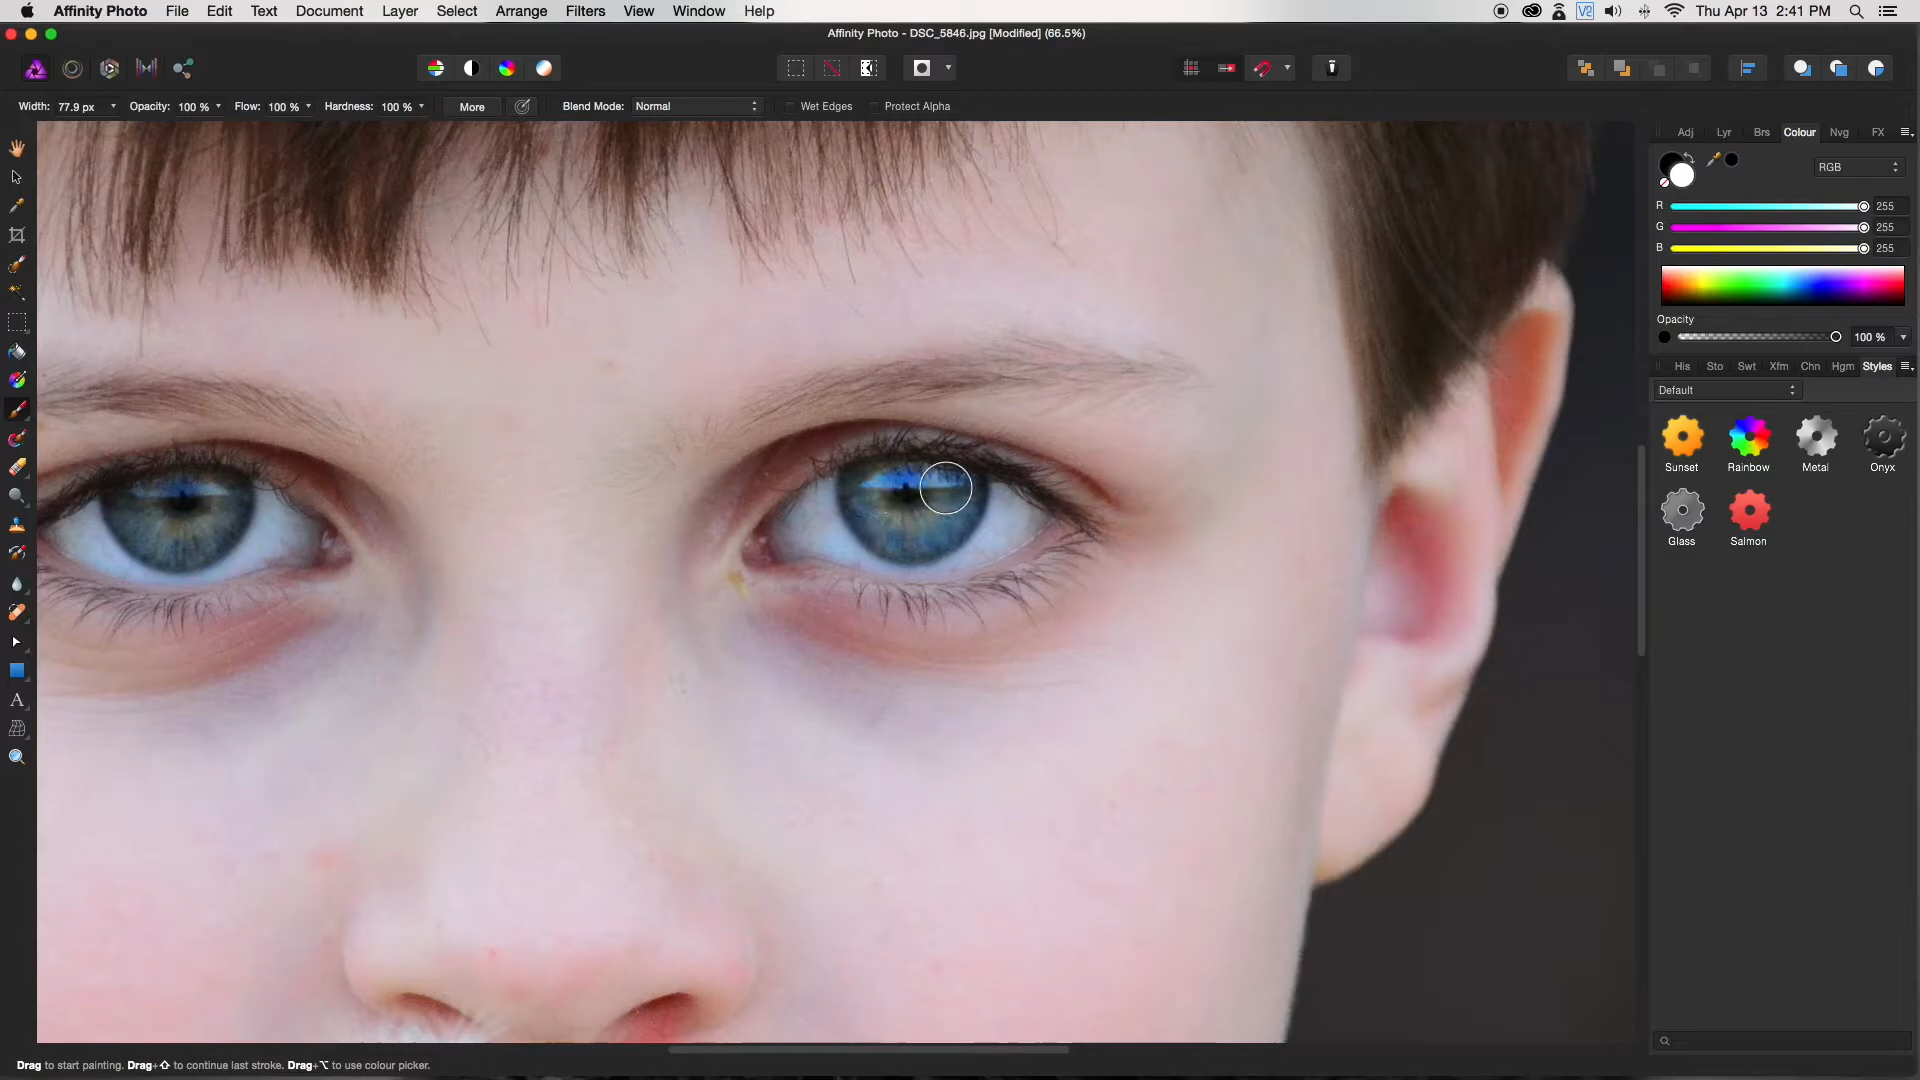 Affinity Photo File Edit Text Document Layer Select Arrange Filters View Window Help V2 Thu Apr 13 2:41 PM
Affinity Photo - DSC_5846.jpg [Modified] (66.5%)
Width: 77.9 px Opacity: 100 % Flow: 100 % Hardness: 100 % More Blend Mode: Normal Wet Edges Protect Alpha
Adj Lyr Brs Colour Nvg FX
RGB
R 255
G 255
B 255
Opacity
100 %
His Sto Swt Xfm Chn Hgm Styles
Default
Sunset Rainbow Metal Onyx
Glass Salmon
A
Drag to start painting. Drag+⇧ to continue last stroke. Drag+⌥ to use colour picker.